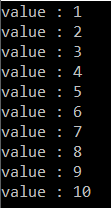 value : 1
value : 2
value : 3
value : 4
value : 5
value : 6
value : 7
value : 8
value : 9
value : 10